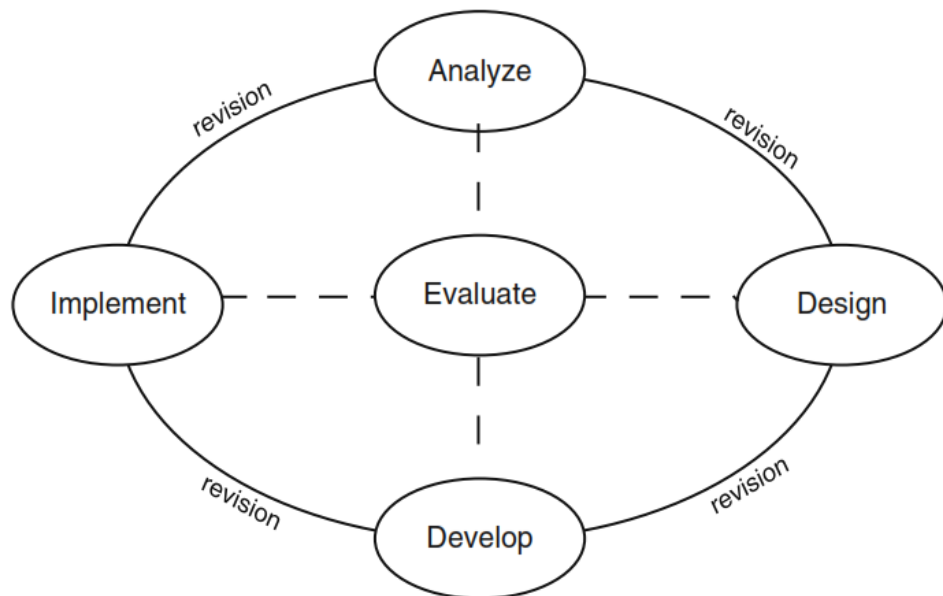 Analyze
revision
revision
Implement
Evaluate
Design
revision
revision
Develop